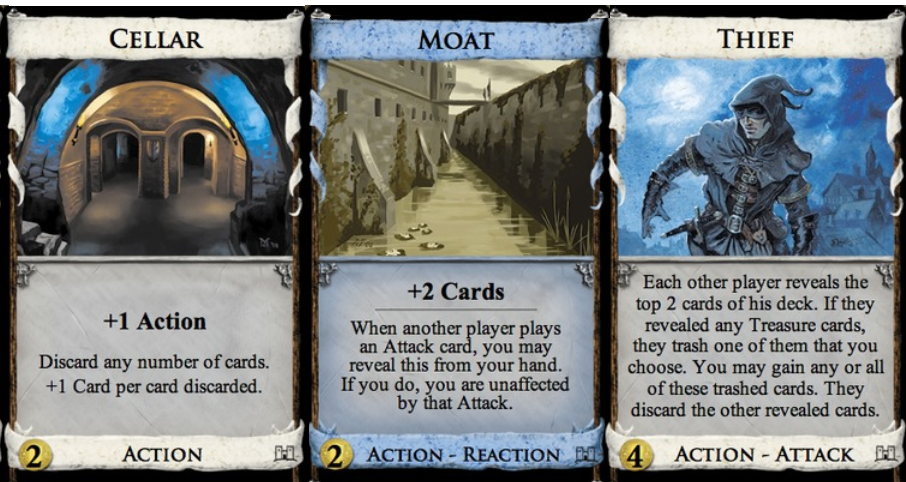 CELLAR
+1 Action
Discard any number of cards.
+1 Card per card discarded.
2
ACTION
MOAT
+2 Cards
When another player plays
an Attack card, you may
reveal this from your hand.
If you do, you are unaffected
by that Attack.
2
ACTION - REACTION
THIEF
Each other player reveals the
top 2 cards of his deck. If they
revealed any Treasure cards,
they trash one of them that you
choose. You may gain any or all
of these trashed cards. They
discard the other revealed cards.
4
ACTION - ATTACK